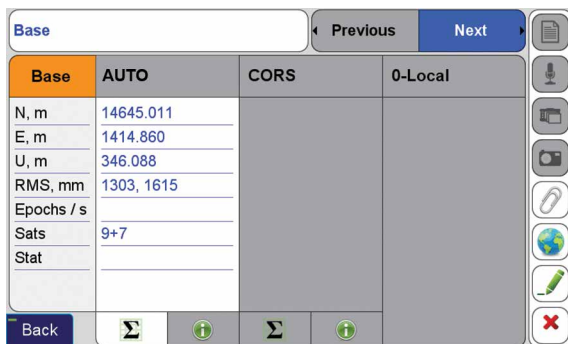 Base
Previous
Next
Base
AUTO
CORS
0-Local
N, m
14645.011
E, m
1414.860
U, m
346.088
RMS, mm
1303, 1615
Epochs / s
Sats
9+7
Stat
Back
Σ
Σ